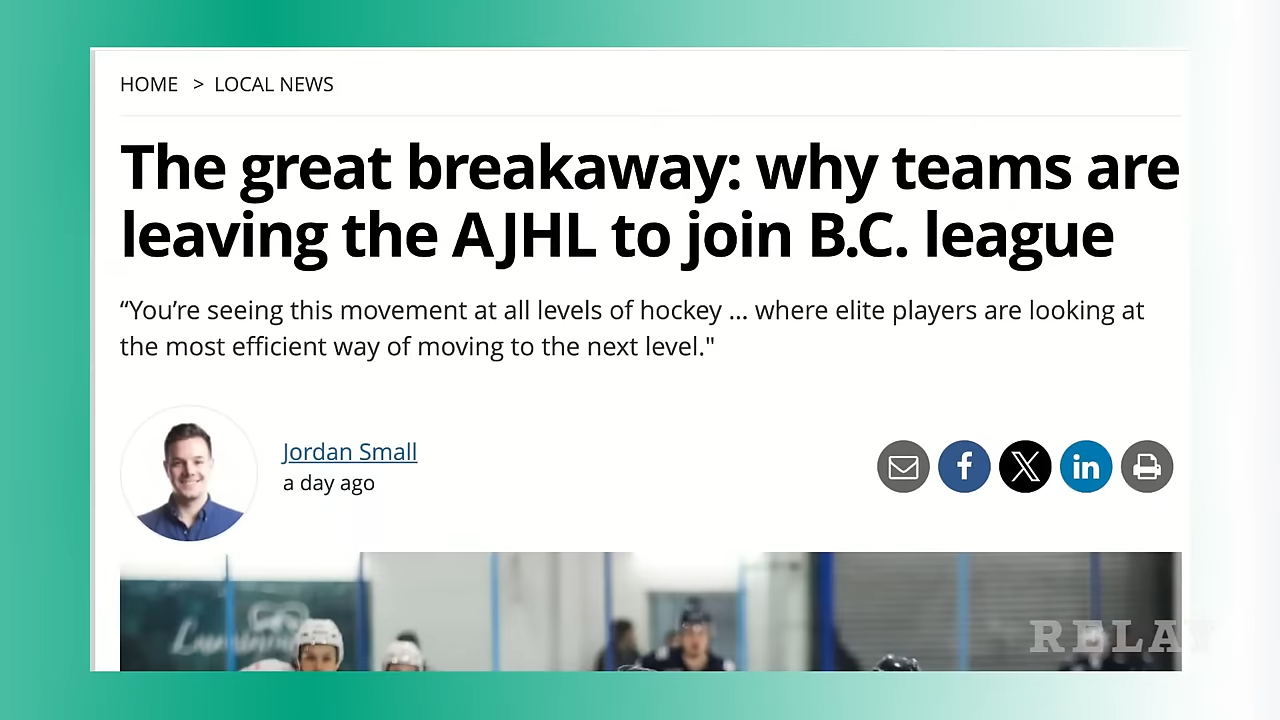 HOME > LOCAL NEWS
The great breakaway: why teams are
leaving the AJHL to join B.C. league
“You’re seeing this movement at all levels of hockey ... where elite players are looking at
the most efficient way of moving to the next level."
Jordan Small
a day ago
f X in
RELAY